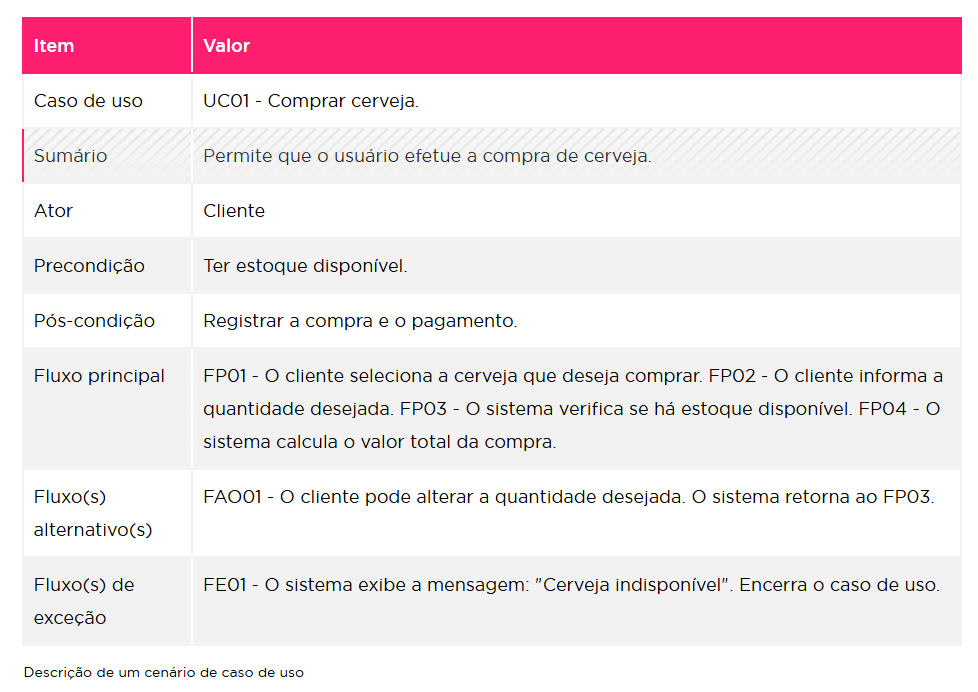 Item Valor
Caso de uso UC01 - Comprar cerveja.
Sumário Permite que o usuário efetue a compra de cerveja.
Ator Cliente
Precondição Ter estoque disponível.
Pós-condição Registrar a compra e o pagamento.
Fluxo principal FP01 - O cliente seleciona a cerveja que deseja comprar. FP02 - O cliente informa a
quantidade desejada. FP03 - O sistema verifica se há estoque disponível. FP04 - O
sistema calcula o valor total da compra.
Fluxo(s) FAO01 - O cliente pode alterar a quantidade desejada. O sistema retorna ao FP03.
alternativo(s)
Fluxo(s) de FE01 - O sistema exibe a mensagem: "Cerveja indisponível". Encerra o caso de uso.
exceção
Descrição de um cenário de caso de uso